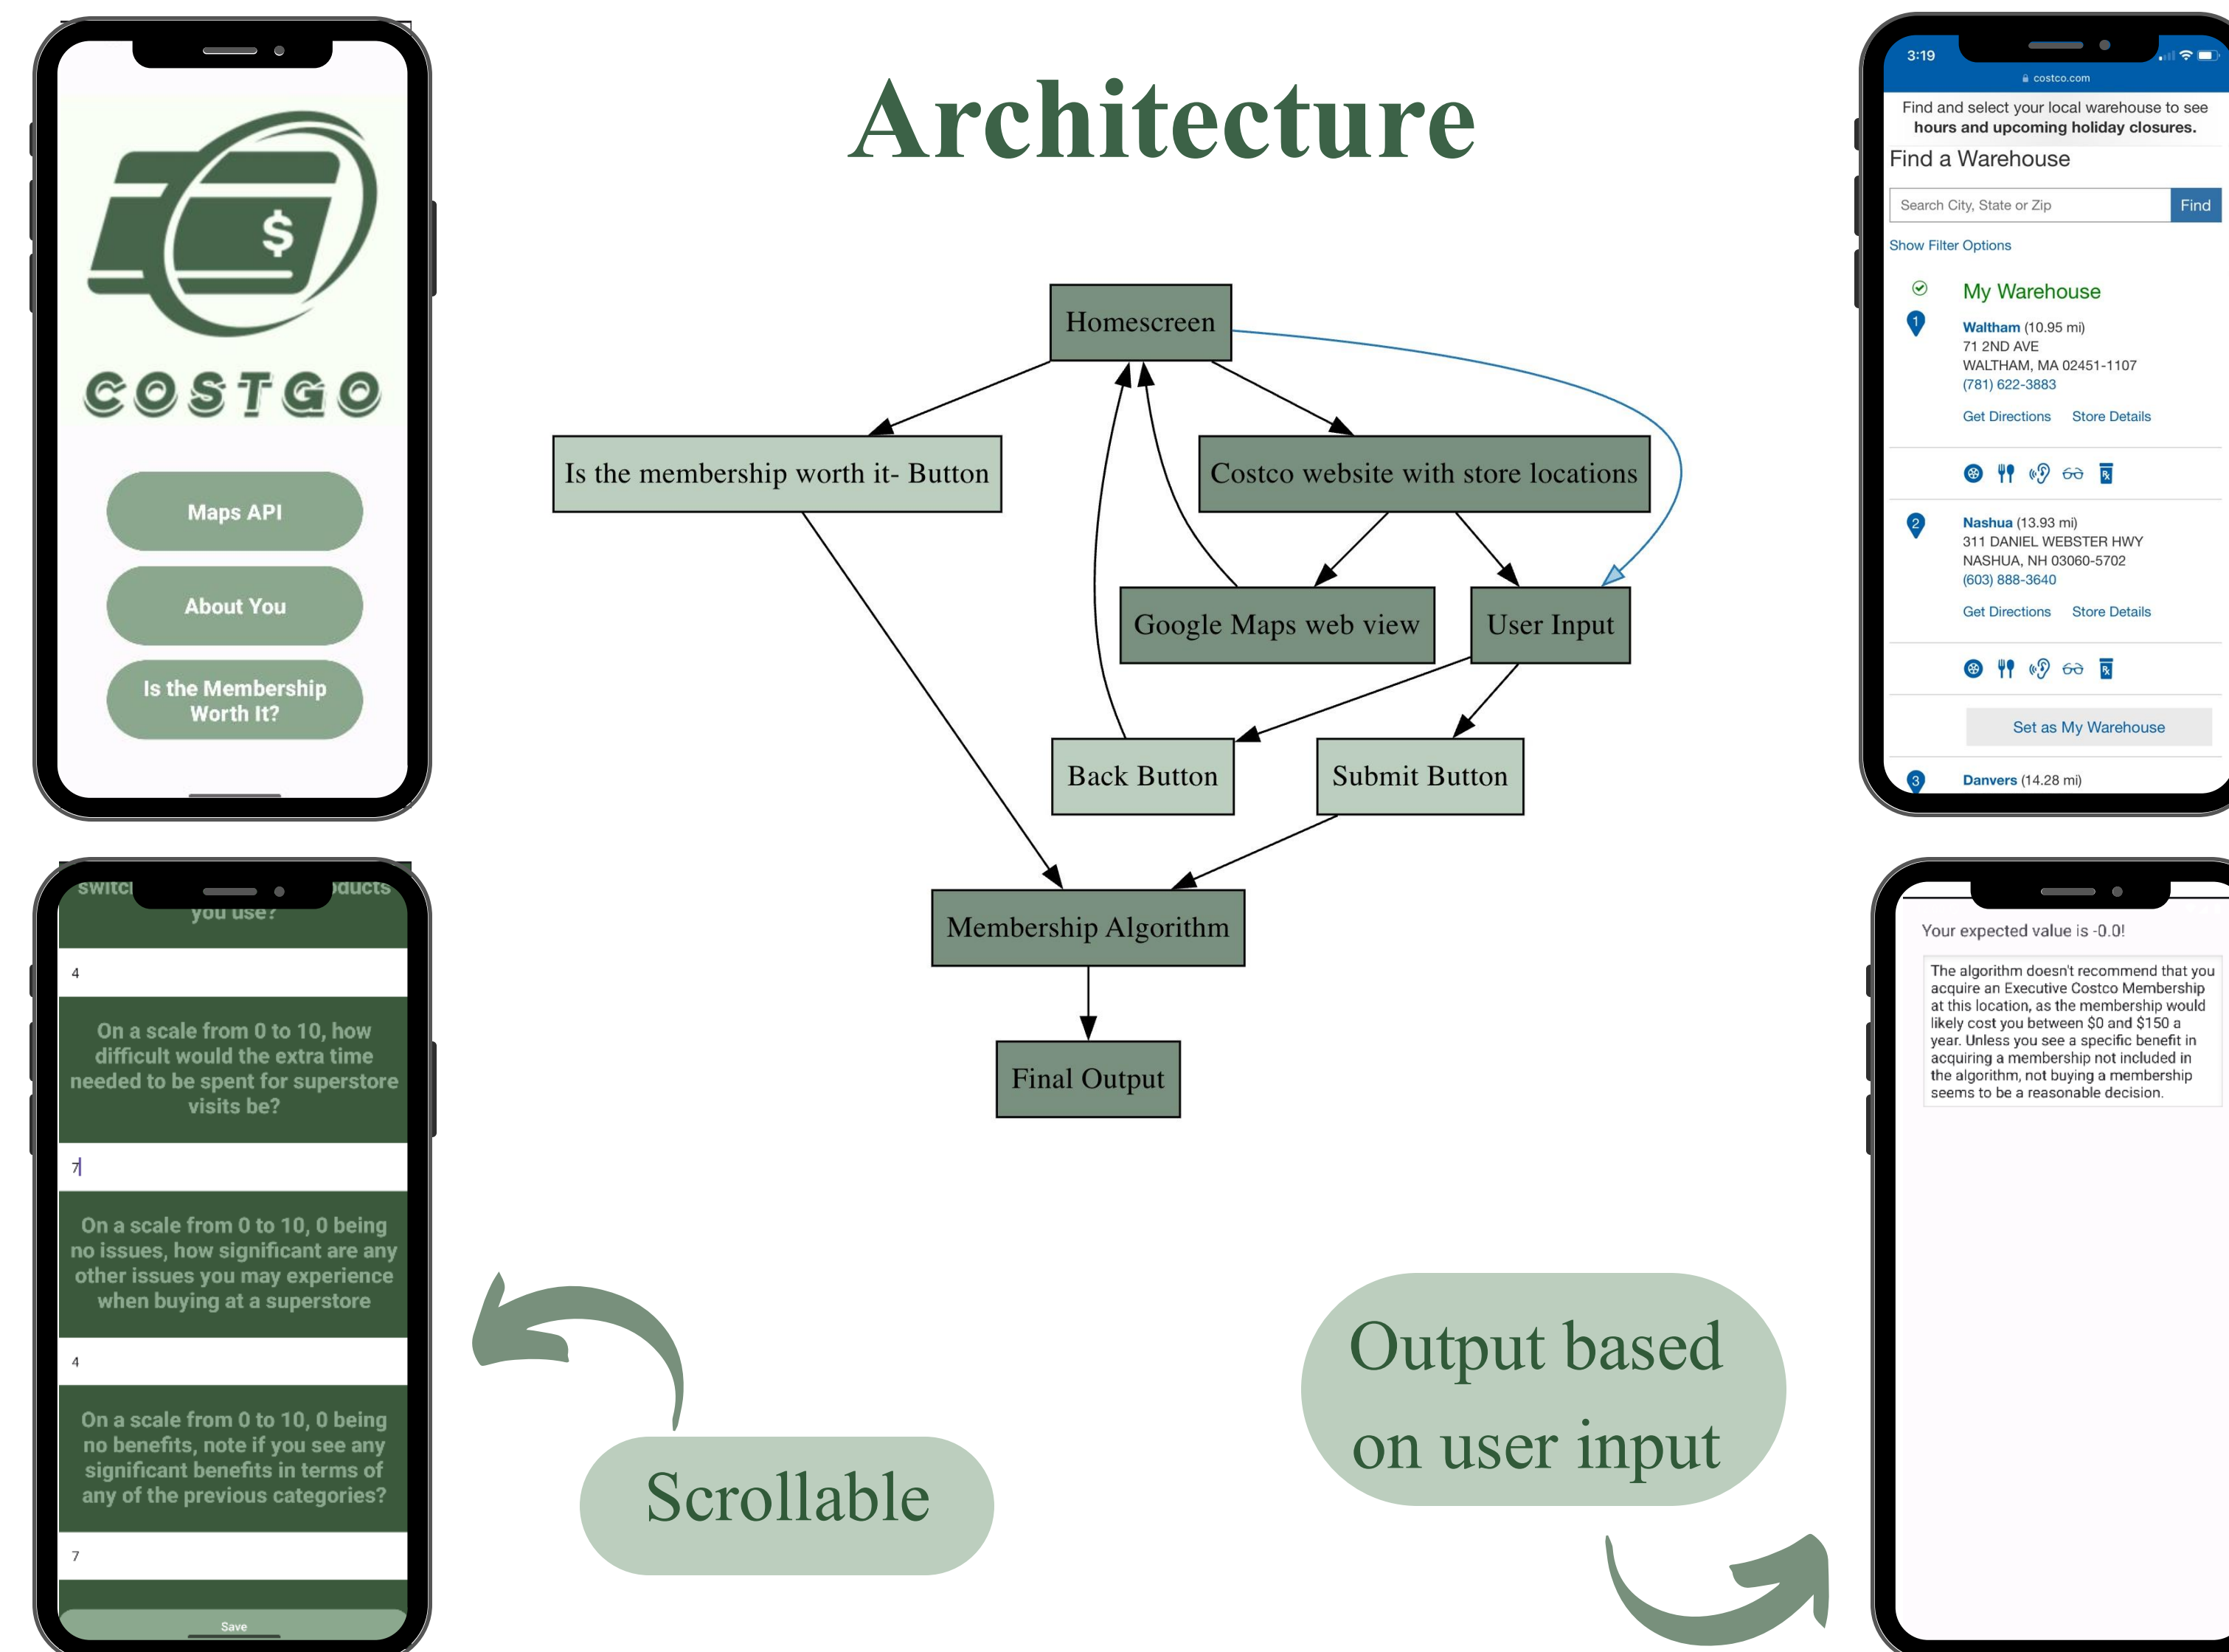 Architecture
COSTGO
$
Maps API
About You
Is the Membership
Worth It?
Homescreen
Is the membership worth it- Button
Costco website with store locations
Google Maps web view
User Input
Back Button
Submit Button
Membership Algorithm
Final Output
3:19
costco.com
Find and select your local warehouse to see
hours and upcoming holiday closures.
Find a Warehouse
Search City, State or Zip
Find
Show Filter Options
My Warehouse
1
Waltham (10.95 mi)
71 2ND AVE
WALTHAM, MA 02451-1107
(781) 622-3883
Get Directions Store Details
2
Nashua (13.93 mi)
311 DANIEL WEBSTER HWY
NASHUA, NH 03060-5702
(603) 888-3640
Get Directions Store Details
Set as My Warehouse
3
Danvers (14.28 mi)
you use?
4
On a scale from 0 to 10, how
difficult would the extra time
needed to be spent for superstore
visits be?
7
On a scale from 0 to 10, 0 being
no issues, how significant are any
other issues you may experience
when buying at a superstore
4
On a scale from 0 to 10, 0 being
no benefits, note if you see any
significant benefits in terms of
any of the previous categories?
7
Save
Scrollable
Output based
on user input
Your expected value is -0.0!
The algorithm doesn't recommend that you
acquire an Executive Costco Membership
at this location, as the membership would
likely cost you between $0 and $150 a
year. Unless you see a specific benefit in
acquiring a membership not included in
the algorithm, not buying a membership
seems to be a reasonable decision.